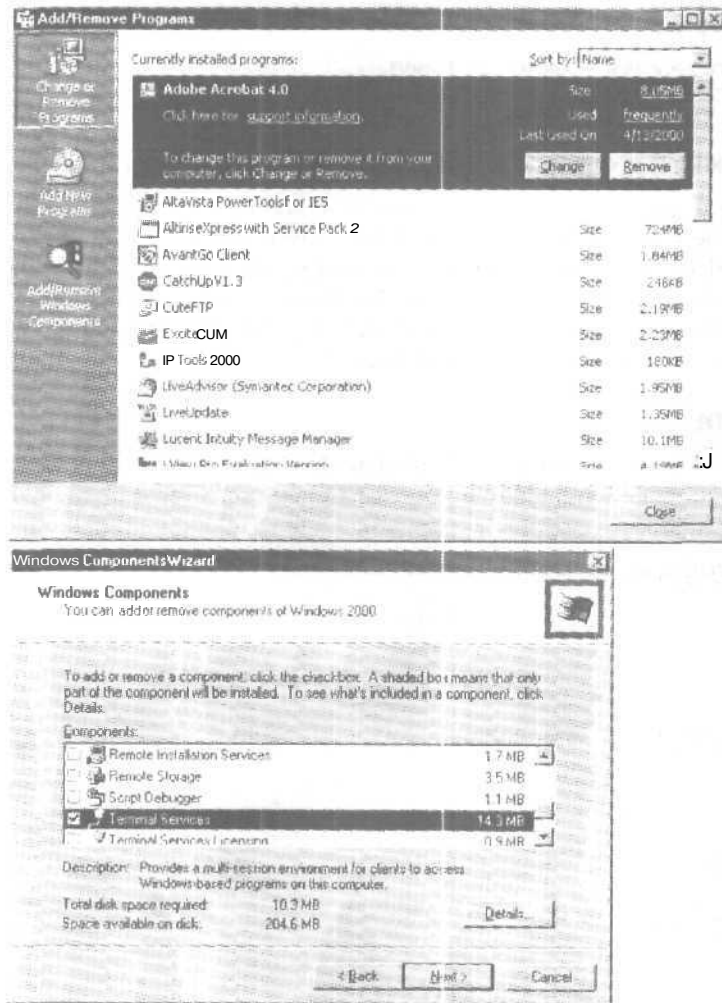 Add/Remove Programs
Change or Remove Programs
Add New Programs
Add/Remove Windows Components
Currently installed programs:
Sort by: Name
Adobe Acrobat 4.0 Size 8.05MB
Click here for support information. Used frequently
Last Used On 4/13/2000
To change this program or remove it from your
computer, click Change or Remove.
Change Remove
AltaVista PowerToolsf or IE5
AltiriseXpress with Service Pack 2 Size 724MB
AvantGo Client Size 1.84MB
CatchUpV1.3 Size 248KB
CuteFTP Size 2.19MB
ExciteCUM Size 2.23MB
IP Tools 2000 Size 180KB
LiveAdvisor (Symantec Corporation) Size 1.95MB
LiveUpdate Size 1.35MB
Lucent Intuity Message Manager Size 10.1MB
LView Pro Evaluation Version Size
:J
Close
Windows ComponentsWizard
Windows Components
You can add or remove components of Windows 2000
To add or remove a component, click the checkbox. A shaded box means that only
part of the component will be installed. To see what's included in a component, click
Details.
Components:
Remote Installation Services 1.7 MB
Remote Storage 3.5 MB
Script Debugger 1.1 MB
Terminal Services 14.3 MB
Terminal Services Licensing 0.9 MB
Description: Provides a multi-session environment for clients to access
Windows-based programs on this computer.
Total disk space required: 10.3 MB
Space available on disk: 204.6 MB
Details...
< Back Next > Cancel